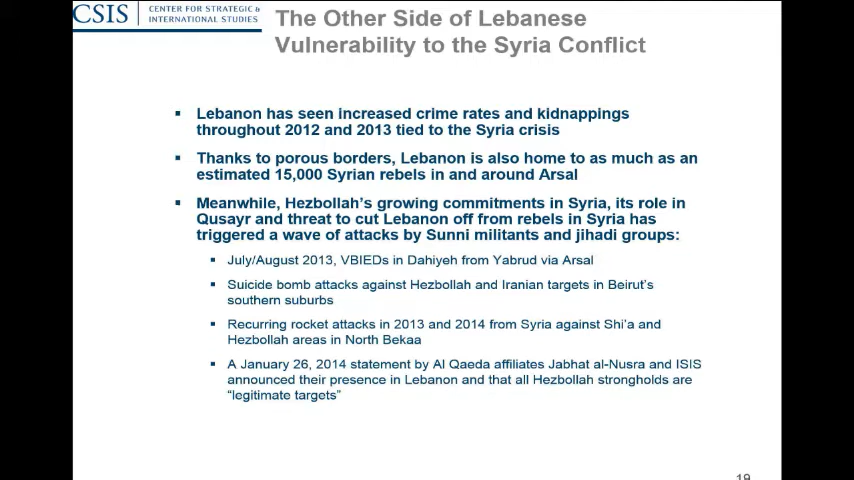 CSIS
CENTER FOR STRATEGIC &
INTERNATIONAL STUDIES
The Other Side of Lebanese
Vulnerability to the Syria Conflict
▪ Lebanon has seen increased crime rates and kidnappings
throughout 2012 and 2013 tied to the Syria crisis
▪ Thanks to porous borders, Lebanon is also home to as much as an
estimated 15,000 Syrian rebels in and around Arsal
▪ Meanwhile, Hezbollah’s growing commitments in Syria, its role in
Qusayr and threat to cut Lebanon off from rebels in Syria has
triggered a wave of attacks by Sunni militants and jihadi groups:
▪ July/August 2013, VBIEDs in Dahiyeh from Yabrud via Arsal
▪ Suicide bomb attacks against Hezbollah and Iranian targets in Beirut’s
southern suburbs
▪ Recurring rocket attacks in 2013 and 2014 from Syria against Shi’a and
Hezbollah areas in North Bekaa
▪ A January 26, 2014 statement by Al Qaeda affiliates Jabhat al-Nusra and ISIS
announced their presence in Lebanon and that all Hezbollah strongholds are
“legitimate targets”
19